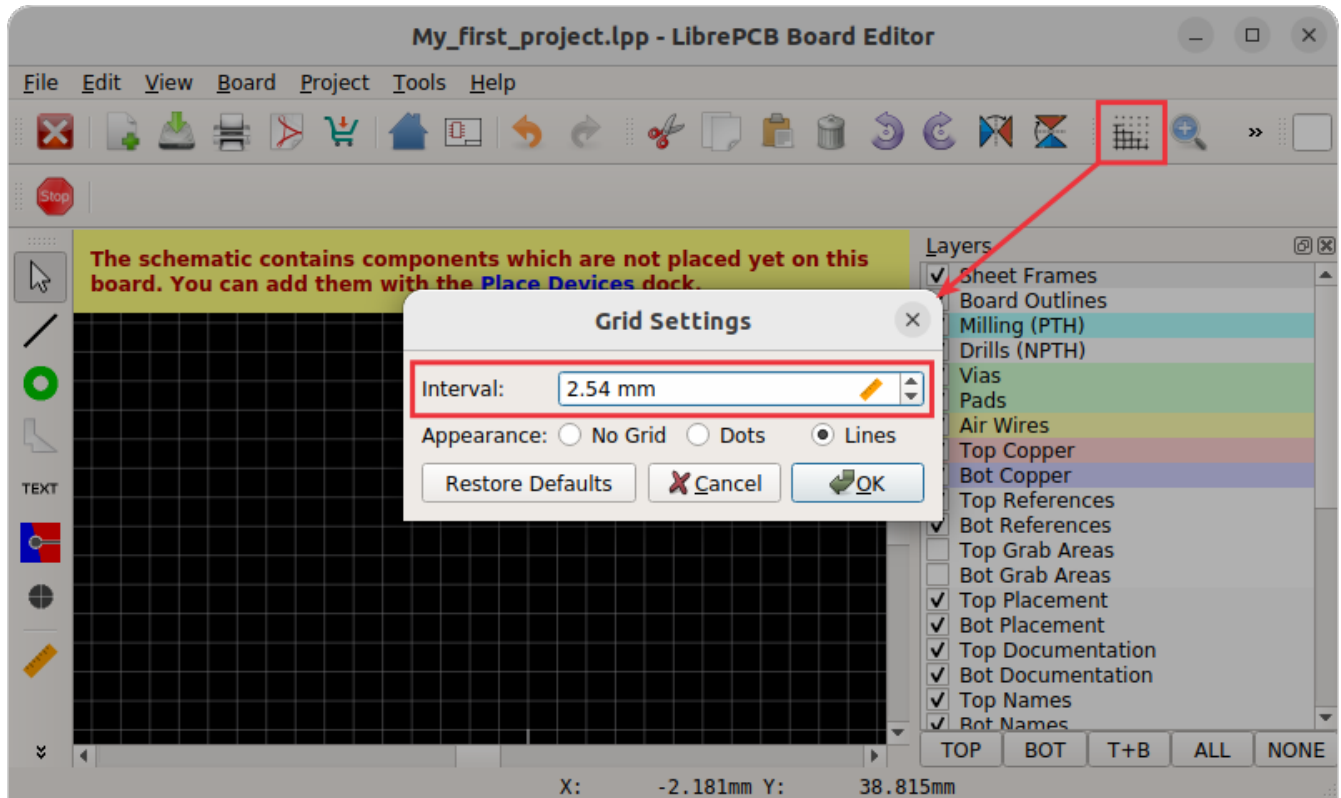 My_first_project.lpp - LibrePCB Board Editor
File Edit View Board Project Tools Help
»
Stop
The schematic contains components which are not placed yet on this
board. You can add them with the Place Devices dock.
TEXT
Grid Settings
Interval: 2.54 mm
Appearance: No Grid Dots Lines
Restore Defaults Cancel OK
Layers
Sheet Frames
Board Outlines
Milling (PTH)
Drills (NPTH)
Vias
Pads
Air Wires
Top Copper
Bot Copper
Top References
Bot References
Top Grab Areas
Bot Grab Areas
Top Placement
Bot Placement
Top Documentation
Bot Documentation
Top Names
Bot Names
TOP BOT T+B ALL NONE
X: -2.181mm Y: 38.815mm